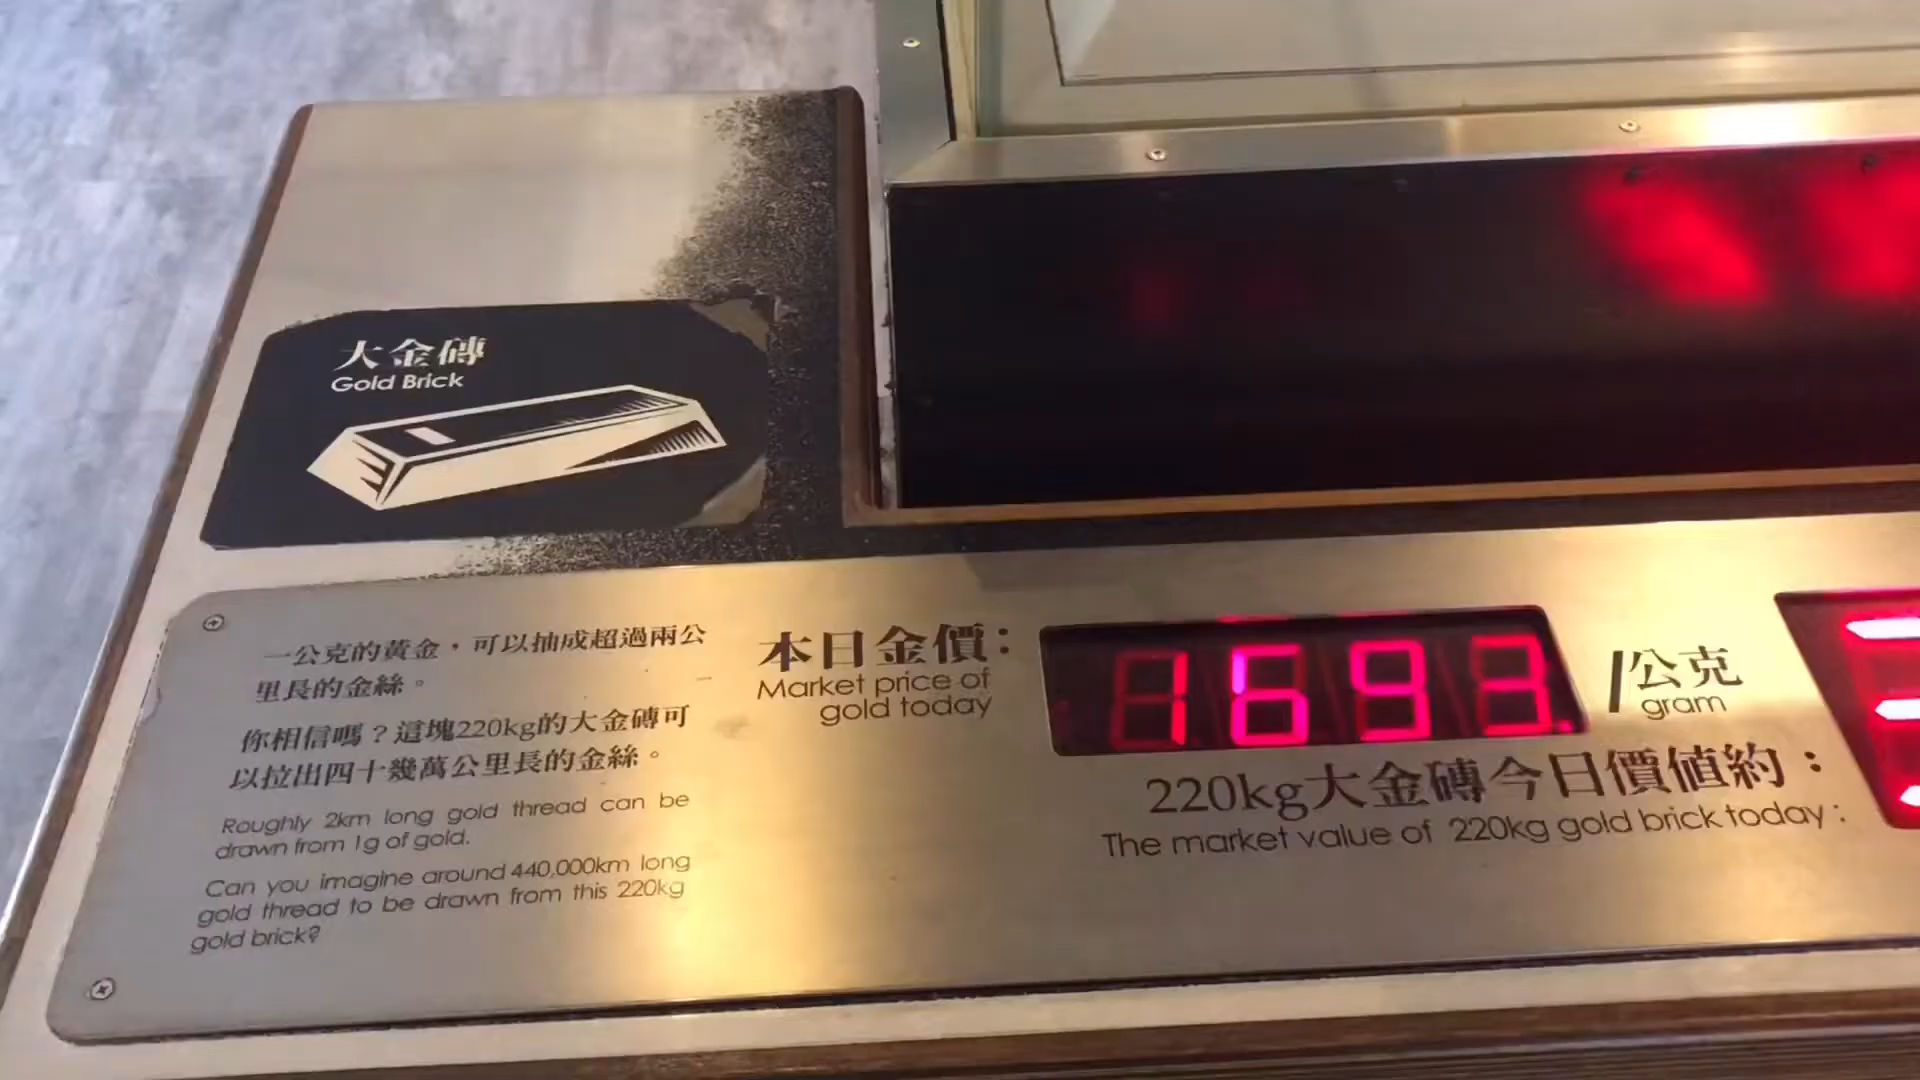 大金磚
Gold Brick
一公克的黃金，可以抽成超過兩公
里長的金絲。
你相信嗎？這塊220kg的大金磚可
以拉出四十幾萬公里長的金絲。
Roughly 2km long gold thread can be
drawn from 1g of gold.
Can you imagine around 440,000km long
gold thread to be drawn from this 220kg
gold brick?
本日金價：
Market price of
gold today
1693
/公克
gram
220kg大金磚今日價值約：
The market value of 220kg gold brick today :